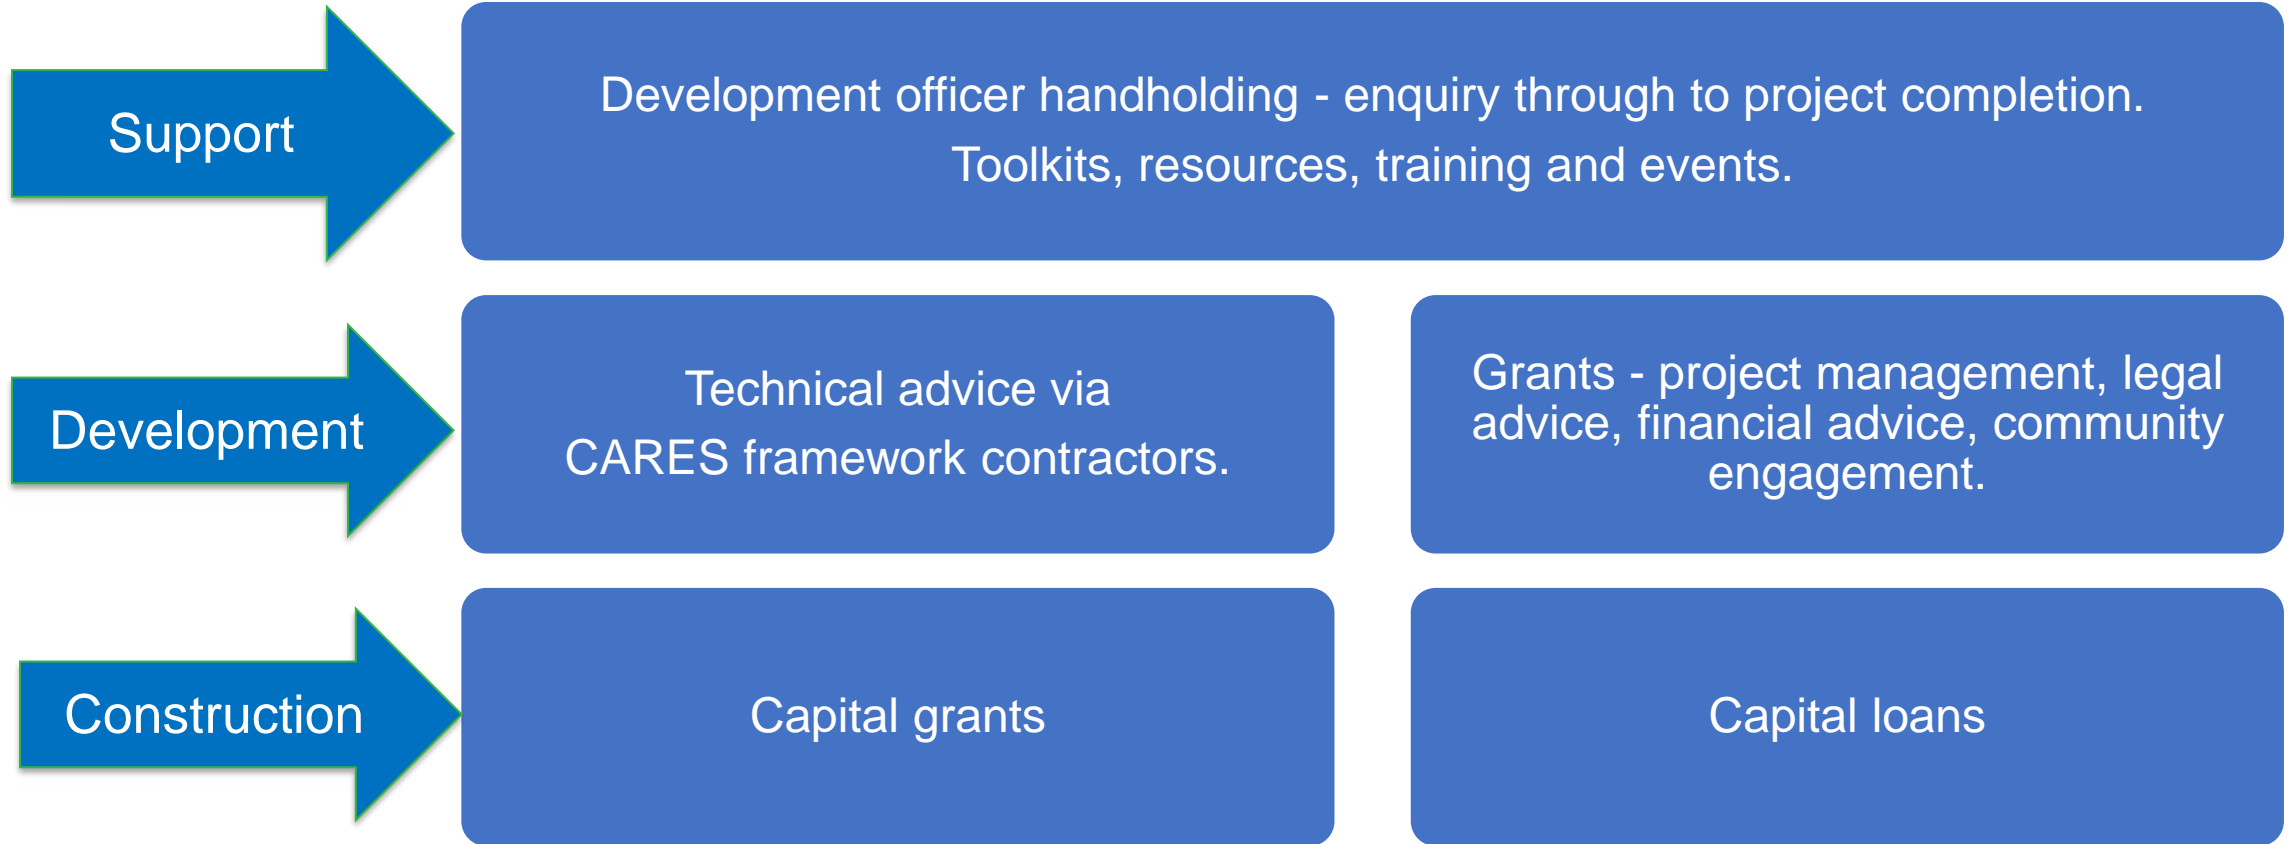 Support
Development officer handholding - enquiry through to project completion.
Toolkits, resources, training and events.
Development
Technical advice via
CARES framework contractors.
Grants - project management, legal
advice, financial advice, community
engagement.
Construction
Capital grants
Capital loans